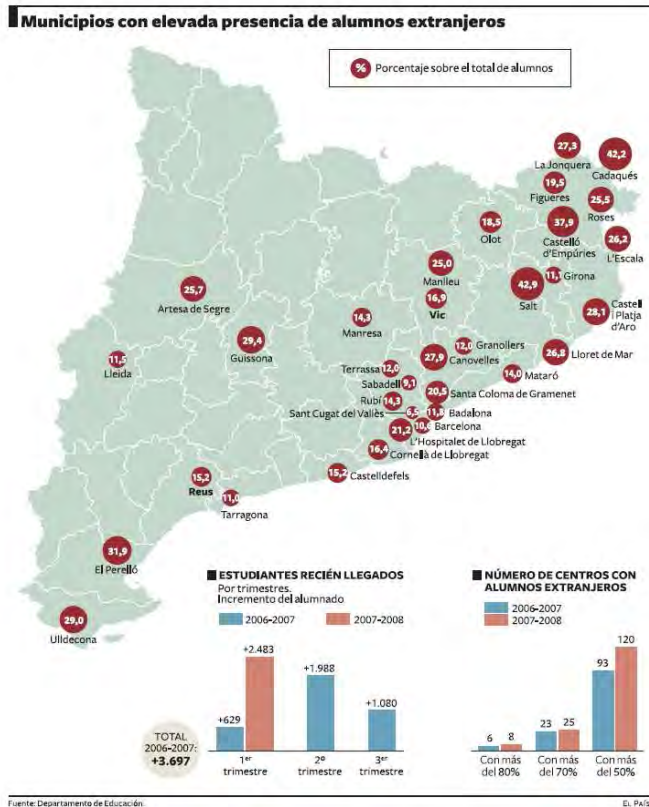 Municipios con elevada presencia de alumnos extranjeros
% Porcentaje sobre el total de alumnos
27,3
La Jonquera
42,2
Cadaqués
19,5
Figueres
25,5
Roses
18,5
Olot
37,9
Castelló
d'Empúries
26,2
L'Escala
25,0
Manlleu
11,1
Girona
25,7
Artesa de Segre
16,9
Vic
42,9
Salt
28,1
Castell
i Platja
d'Aro
14,3
Manresa
29,4
Guissona
12,0
Granollers
27,9
Canovelles
26,8
Lloret de Mar
11,5
Lleida
Terrassa
12,0
14,0
Mataró
Sabadell
9,1
20,5
Santa Coloma de Gramenet
Rubí
14,3
Sant Cugat del Vallès
6,5
11,8
Badalona
10,6
Barcelona
21,2
L'Hospitalet de Llobregat
16,4
Cornellà de Llobregat
15,2
Castelldefels
15,2
Reus
11,0
Tarragona
31,9
El Perelló
29,0
Ulldecona
ESTUDIANTES RECIÉN LLEGADOS
Por trimestres.
Incremento del alumnado
2006-2007
2007-2008
+629
+2.483
+1.988
+1.080
1er trimestre
2º trimestre
3er trimestre
TOTAL
2006-2007:
+3.697
NÚMERO DE CENTROS CON
ALUMNOS EXTRANJEROS
2006-2007
2007-2008
6
8
23
25
93
120
Con más del 80%
Con más del 70%
Con más del 50%
Fuente: Departamento de Educación.
EL PAÍS